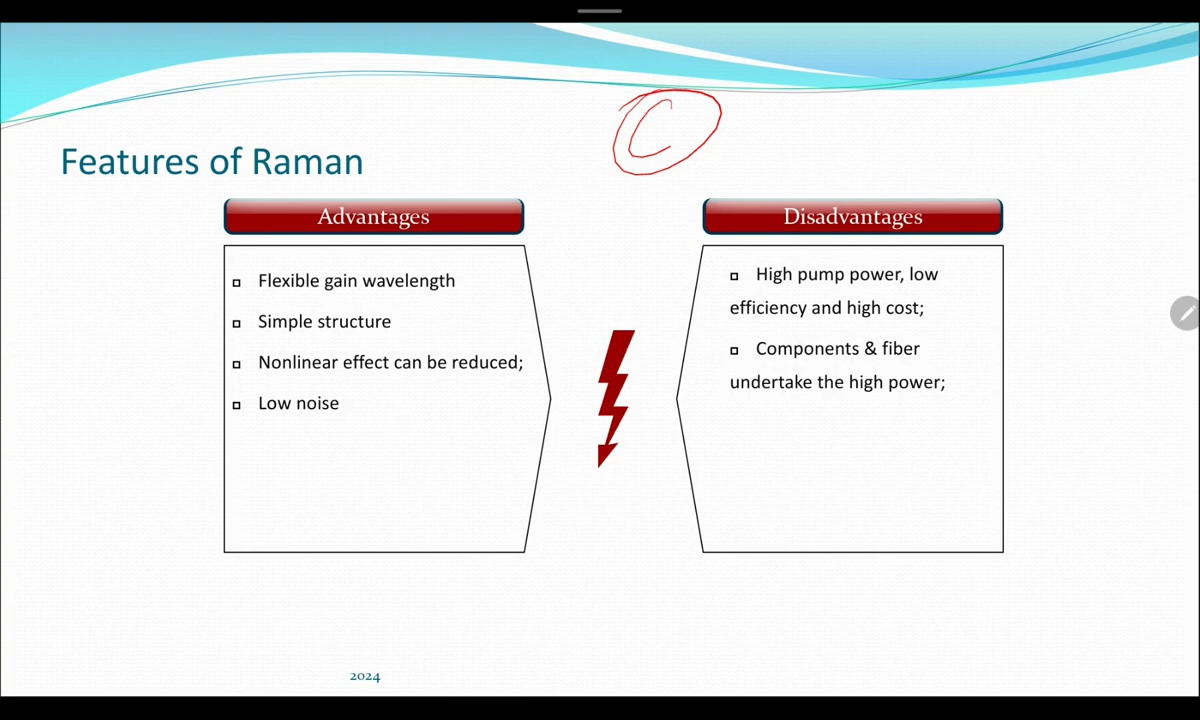 C
Features of Raman
Advantages
Flexible gain wavelength
Simple structure
Nonlinear effect can be reduced;
Low noise
Disadvantages
High pump power, low
efficiency and high cost;
Components & fiber
undertake the high power;
2024